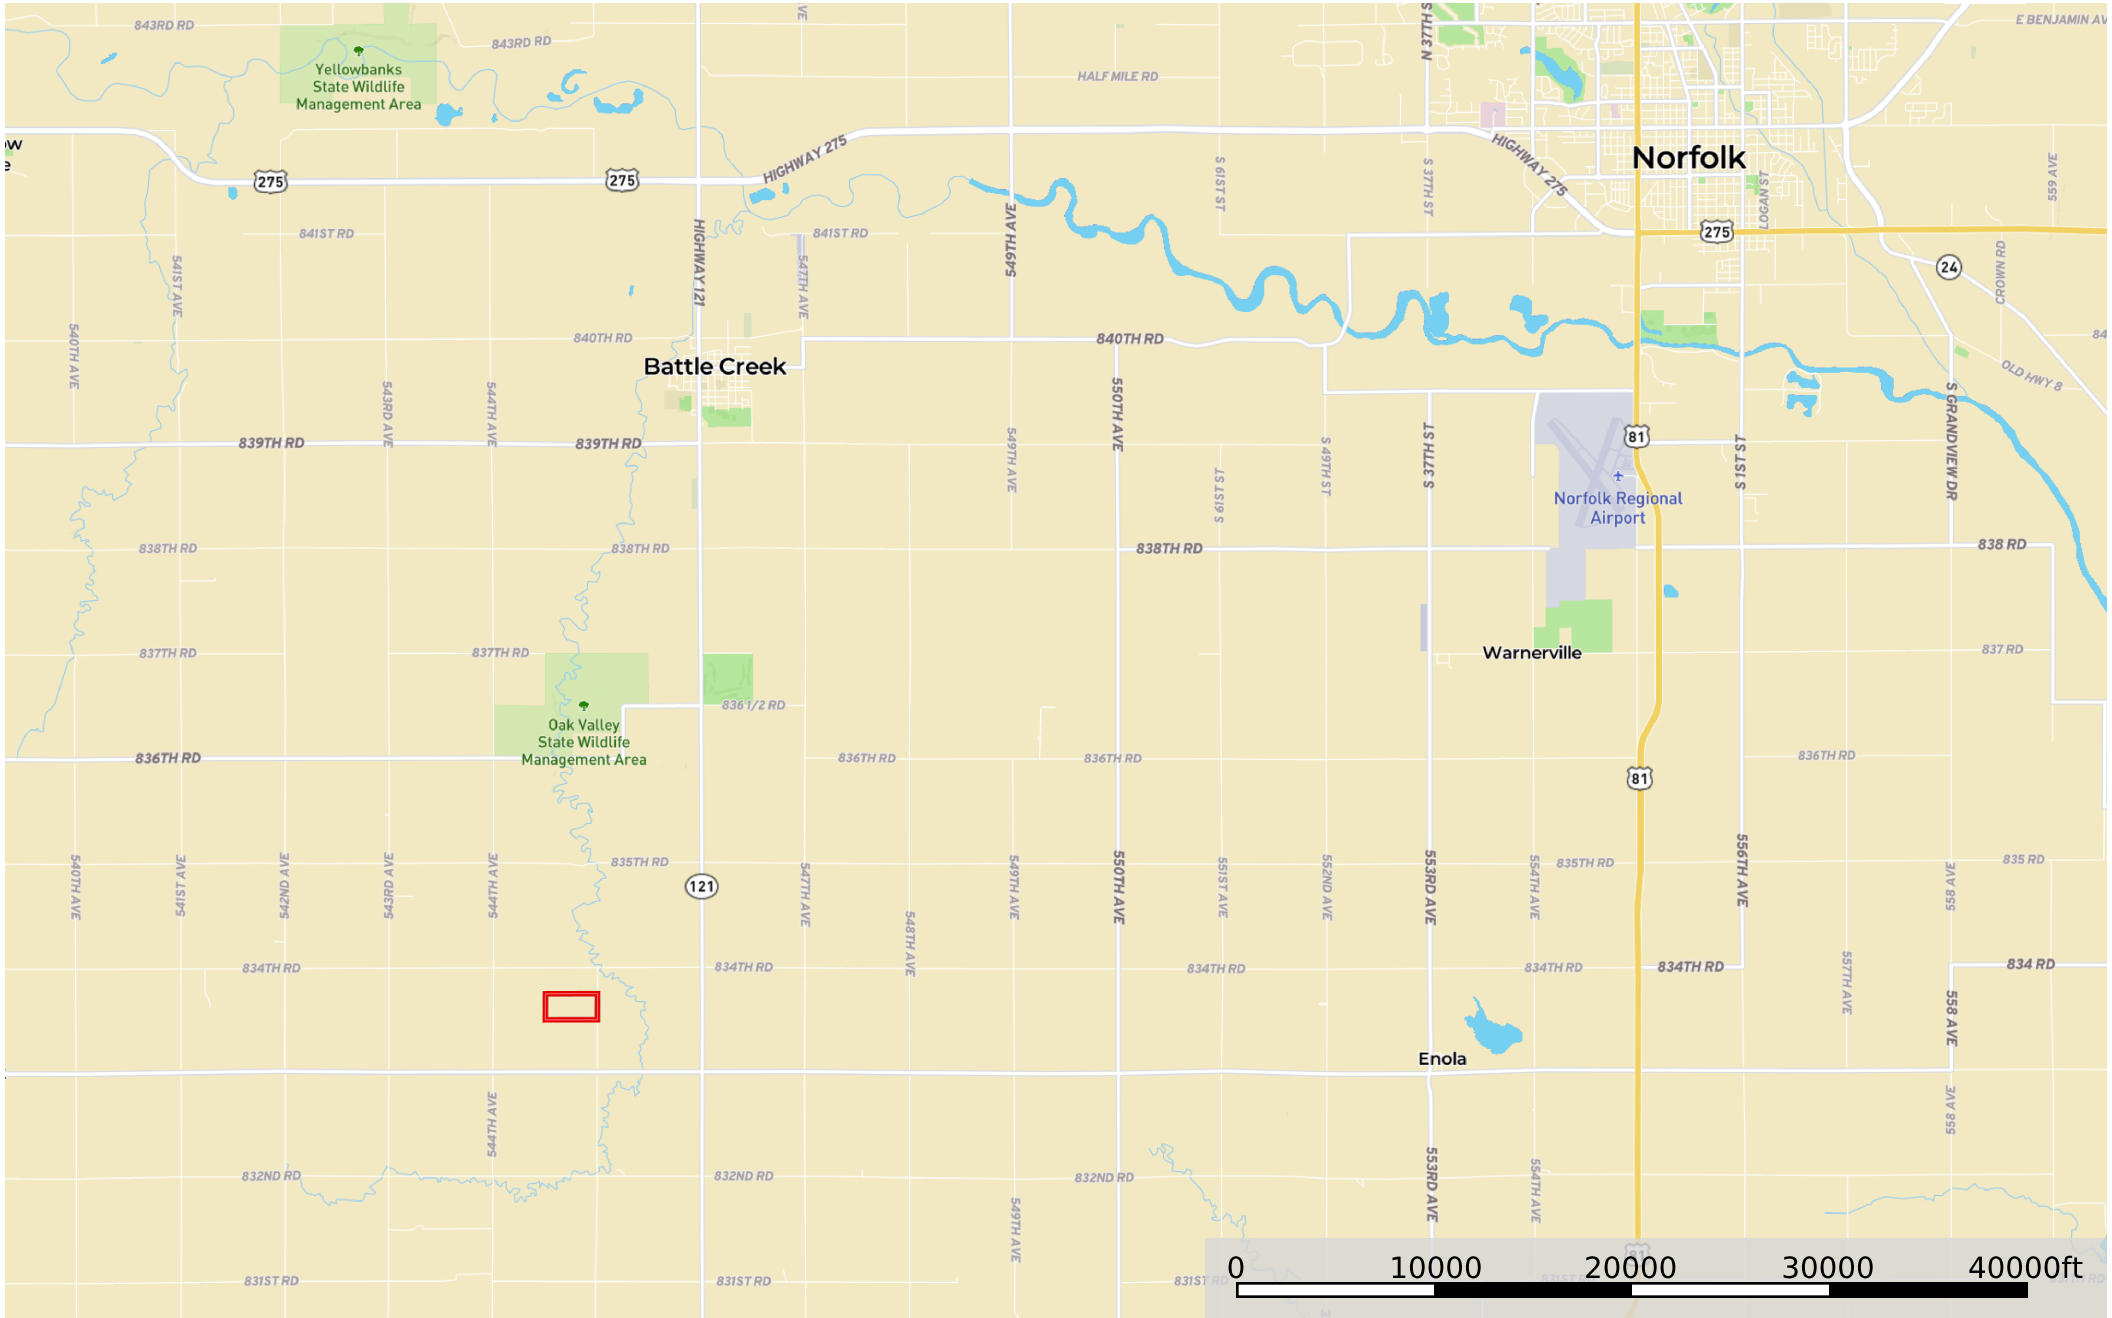 843RD RD
843RD RD
AVE
N 37TH S
E BENJAMIN AV
Yellowbanks
State Wildlife
Management Area
HALF MILE RD
ow
e
HIGHWAY 275
HIGHWAY 275
Norfolk
275
275
S 61ST ST
S 37TH ST
LOGAN ST
559 AVE
841ST RD
841ST RD
275
HIGHWAY 121
549TH AVE
541ST AVE
547TH AVE
24
CROWN RD
540TH AVE
840TH RD
840TH RD
84
Battle Creek
OLD HWY 8
543RD AVE
544TH AVE
550TH AVE
S GRANDVIEW DR
839TH RD
839TH RD
549TH AVE
S 61ST ST
S 49TH ST
S 37TH ST
81
S 1ST ST
Norfolk Regional
Airport
838TH RD
838TH RD
838TH RD
838 RD
837TH RD
837TH RD
Warnerville
837 RD
836 1/2 RD
Oak Valley
State Wildlife
Management Area
836TH RD
836TH RD
836TH RD
836TH RD
81
835TH RD
835TH RD
835 RD
540TH AVE
541ST AVE
542ND AVE
543RD AVE
544TH AVE
121
547TH AVE
548TH AVE
549TH AVE
550TH AVE
551ST AVE
552ND AVE
553RD AVE
554TH AVE
556TH AVE
558 AVE
834TH RD
834TH RD
834TH RD
834TH RD
834TH RD
834 RD
557TH AVE
558 AVE
Enola
544TH AVE
558 AVE
832ND RD
832ND RD
832ND RD
553RD AVE
554TH AVE
549TH AVE
81
831ST RD
831ST RD
831ST RD
0 10000 20000 30000 40000ft